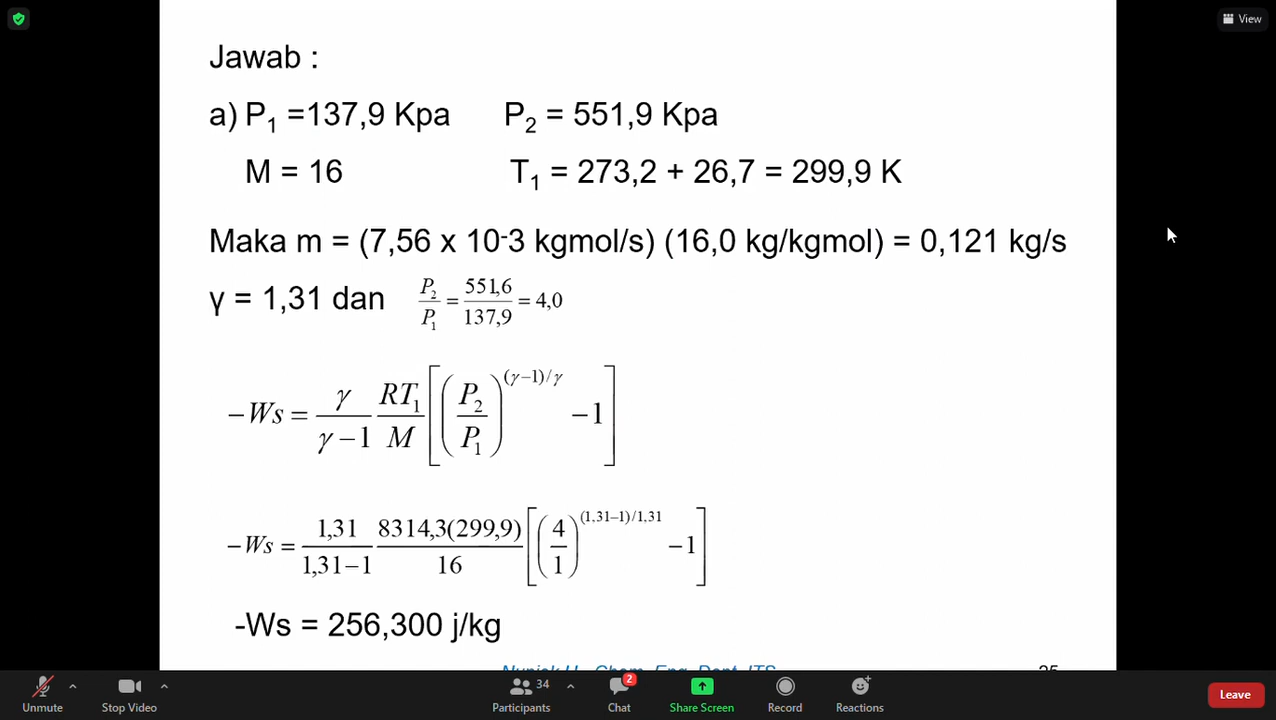 View
Jawab :
a) P₁ =137,9 Kpa P₂ = 551,9 Kpa
M = 16 T₁ = 273,2 + 26,7 = 299,9 K
Maka m = (7,56 x 10⁻3 kgmol/s) (16,0 kg/kgmol) = 0,121 kg/s
γ = 1,31 dan P₂/P₁ = 551,6/137,9 = 4,0
−Ws = γ/(γ−1) RT₁/M [(P₂/P₁)^((γ−1)/γ) −1]
−Ws = 1,31/(1,31−1) 8314,3(299,9)/16 [(4/1)^((1,31−1)/1,31) −1]
-Ws = 256,300 j/kg
34
2
Unmute Stop Video Participants Chat Share Screen Record Reactions Leave